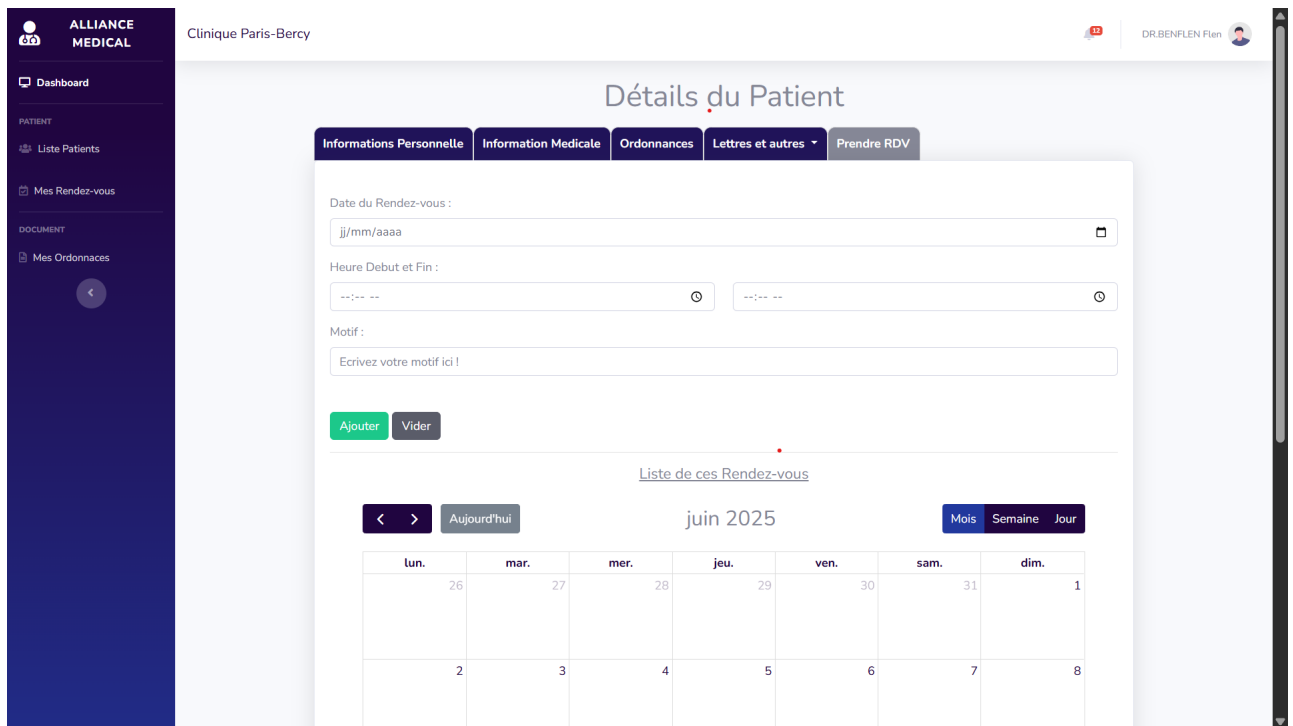 ALLIANCE
MEDICAL
Clinique Paris-Bercy
12
DR.BENFLEN Flen
Dashboard
PATIENT
Liste Patients
Mes Rendez-vous
DOCUMENT
Mes Ordonnaces
Détails du Patient
Informations Personnelle
Information Medicale
Ordonnances
Lettres et autres
Prendre RDV
Date du Rendez-vous :
jj/mm/aaaa
Heure Debut et Fin :
--:-- --
--:-- --
Motif :
Ecrivez votre motif ici !
Ajouter
Vider
Liste de ces Rendez-vous
Aujourd'hui
juin 2025
Mois Semaine Jour
lun. mar. mer. jeu. ven. sam. dim.
26 27 28 29 30 31 1
2 3 4 5 6 7 8